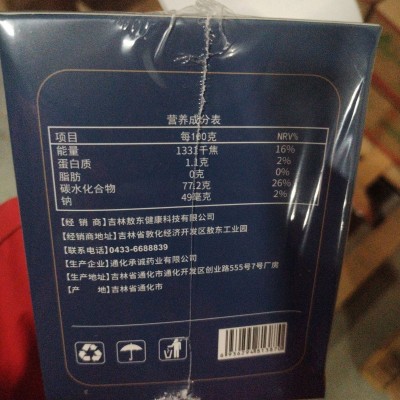 营养成分表
项目 每100克 NRV%
能量 1331千焦 16%
蛋白质 1.1克 2%
脂肪 0克 0%
碳水化合物 77.2克 26%
钠 49毫克 2%
【经 销 商】吉林敖东健康科技有限公司
【经销商地址】吉林省敦化经济开发区敖东工业园
【联系电话】0433-6688839
【生产企业】通化承诚药业有限公司
【生产地址】吉林省通化市通化开发区创业路555号7号厂房
【产 地】吉林省通化市